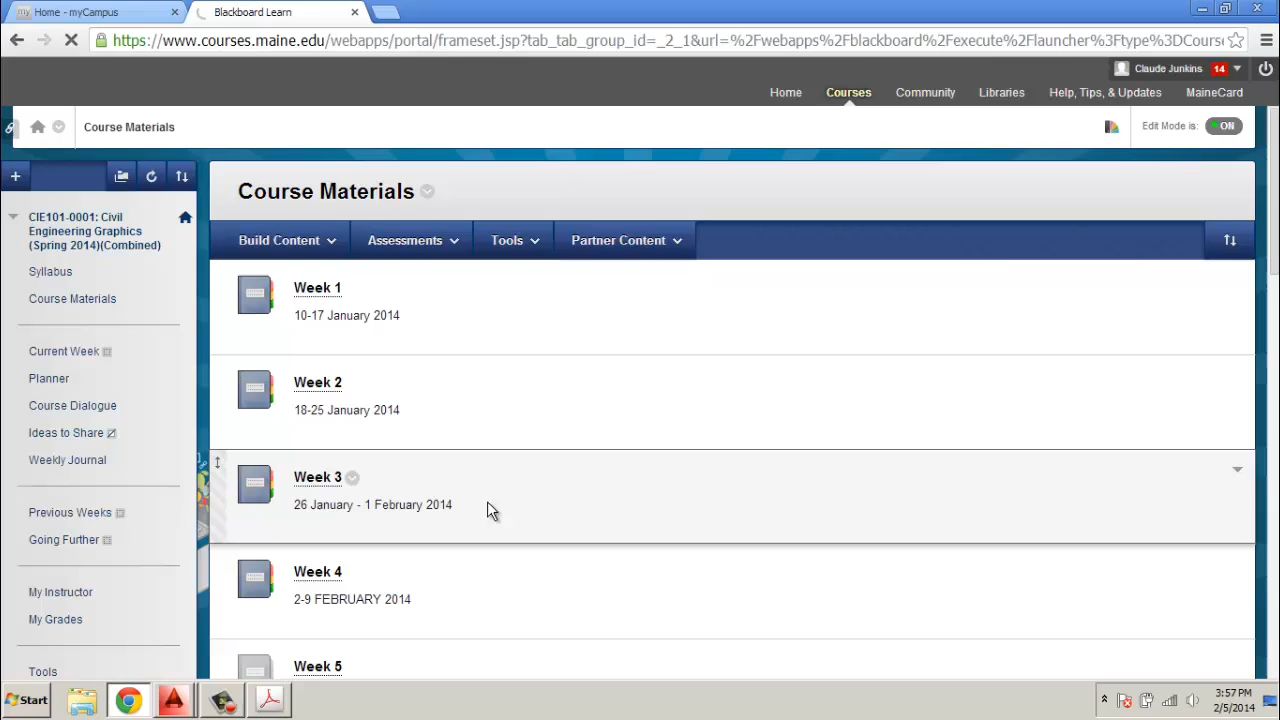 Home - myCampus
Blackboard Learn
https://www.courses.maine.edu/webapps/portal/frameset.jsp?tab_tab_group_id=_2_1&url=%2Fwebapps%2Fblackboard%2Fexecute%2Flauncher%3Ftype%3DCourse
Claude Junkins 14
Home Courses Community Libraries Help, Tips, & Updates MaineCard
Course Materials
Edit Mode is: ON
Course Materials
CIE101-0001: Civil
Engineering Graphics
(Spring 2014)(Combined)
Syllabus
Course Materials
Current Week
Planner
Course Dialogue
Ideas to Share
Weekly Journal
Previous Weeks
Going Further
My Instructor
My Grades
Tools
Build Content Assessments Tools Partner Content
Week 1
10-17 January 2014
Week 2
18-25 January 2014
Week 3
26 January - 1 February 2014
Week 4
2-9 FEBRUARY 2014
Week 5
Start
3:57 PM
2/5/2014